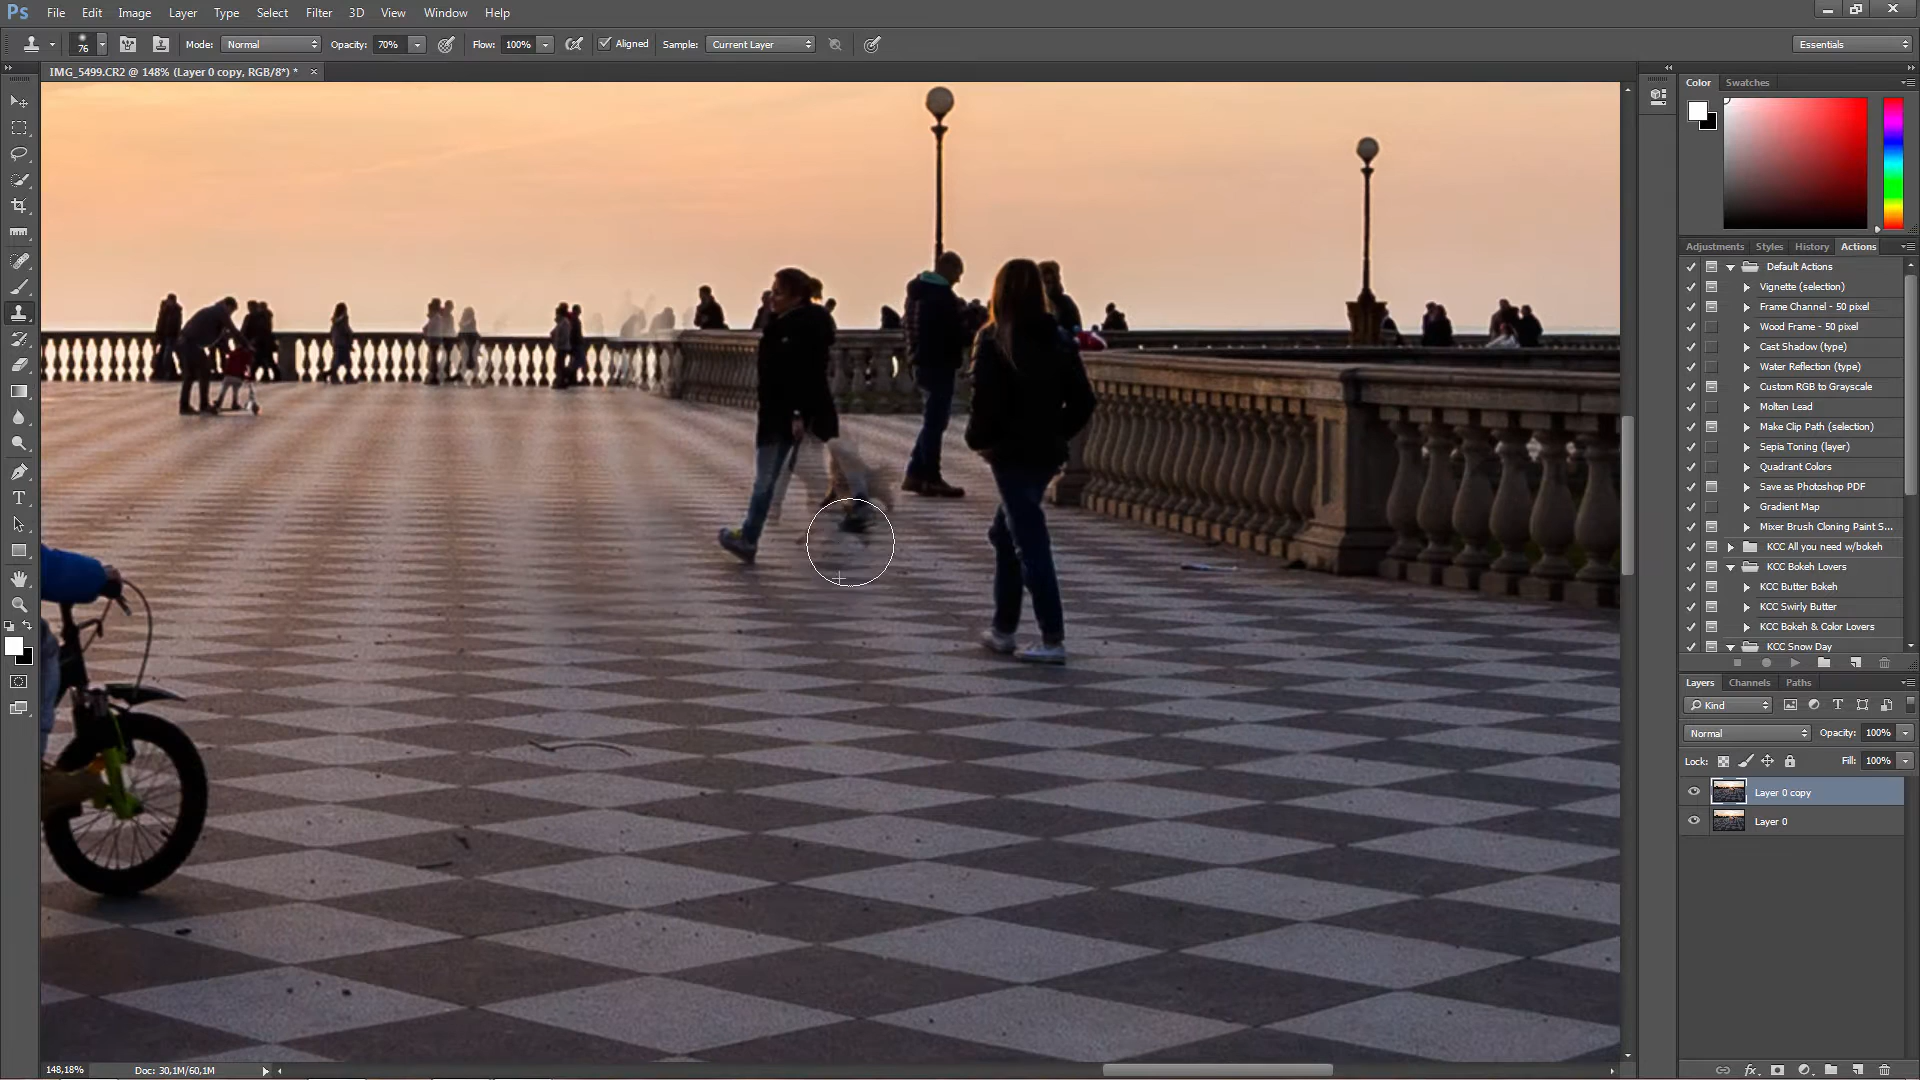 Ps File Edit Image Layer Type Select Filter 3D View Window Help
76 Mode: Normal Opacity: 70% Flow: 100% Aligned Sample: Current Layer Essentials
IMG_5499.CR2 @ 148% (Layer 0 copy, RGB/8*) *
Color Swatches
Adjustments Styles History Actions
Default Actions
Vignette (selection)
Frame Channel - 50 pixel
Wood Frame - 50 pixel
Cast Shadow (type)
Water Reflection (type)
Custom RGB to Grayscale
Molten Lead
Make Clip Path (selection)
Sepia Toning (layer)
Quadrant Colors
Save as Photoshop PDF
Gradient Map
Mixer Brush Cloning Paint S...
KCC All you need w/bokeh
KCC Bokeh Lovers
KCC Butter Bokeh
KCC Swirly Butter
KCC Bokeh & Color Lovers
KCC Snow Day
Layers Channels Paths
Kind
Normal Opacity: 100%
Lock: Fill: 100%
Layer 0 copy
Layer 0
148,18% Doc: 30,1M/60,1M